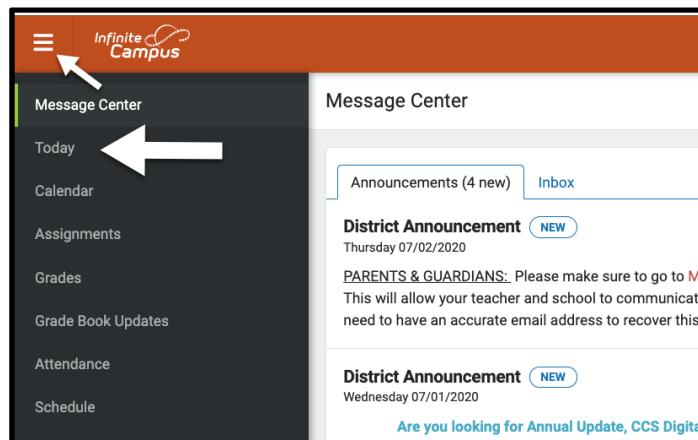 Infinite
Campus
Message Center
Today
Calendar
Assignments
Grades
Grade Book Updates
Attendance
Schedule
Message Center
Announcements (4 new) Inbox
District Announcement NEW
Thursday 07/02/2020
PARENTS & GUARDIANS: Please make sure to go to M
This will allow your teacher and school to communicat
need to have an accurate email address to recover this
District Announcement NEW
Wednesday 07/01/2020
Are you looking for Annual Update, CCS Digita